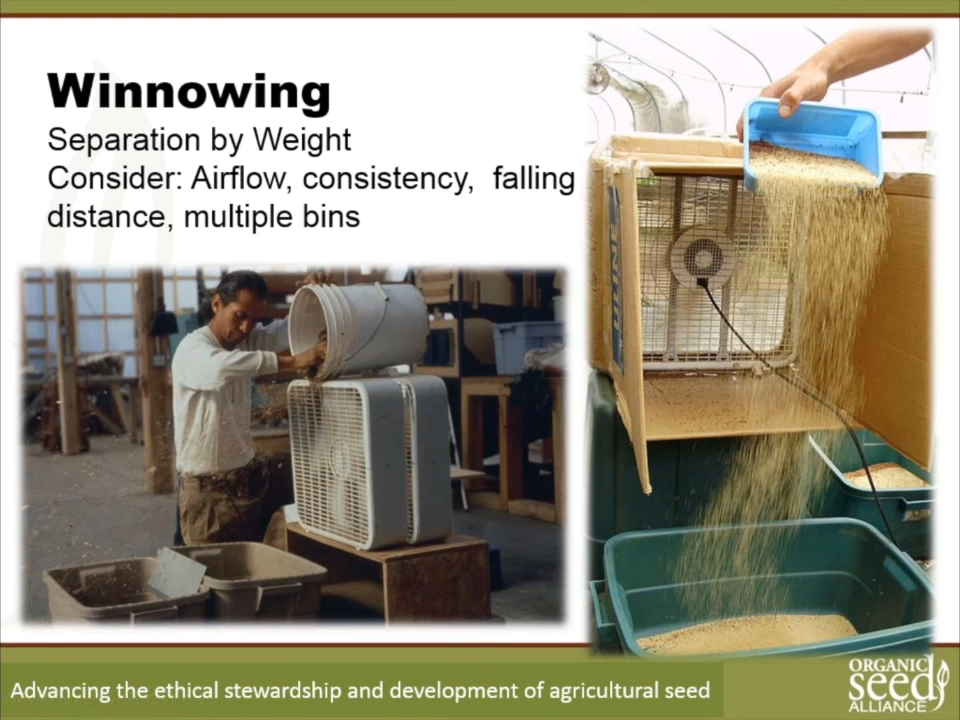 Winnowing
Separation by Weight
Consider: Airflow, consistency,  falling
distance, multiple bins
Advancing the ethical stewardship and development of agricultural seed
ORGANIC
seed
ALLIANCE